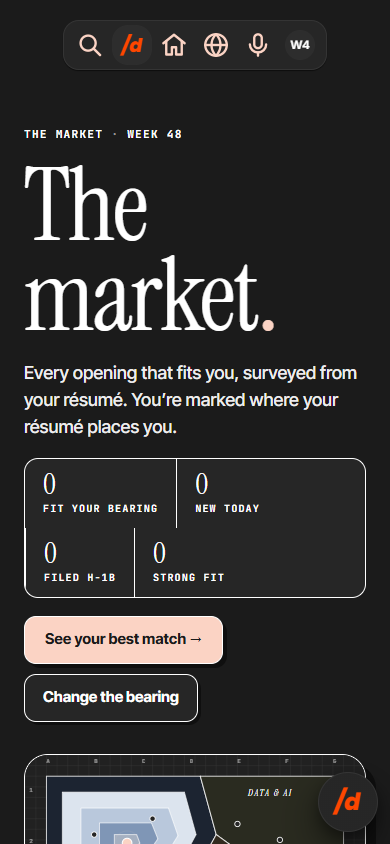 /d
W4
THE MARKET · WEEK 48
The
market.
Every opening that fits you, surveyed from
your résumé. You’re marked where your
résumé places you.
0
FIT YOUR BEARING
0
NEW TODAY
0
FILED H-1B
0
STRONG FIT
See your best match →
Change the bearing
A B C D E F G
1
DATA & AI
/d
2